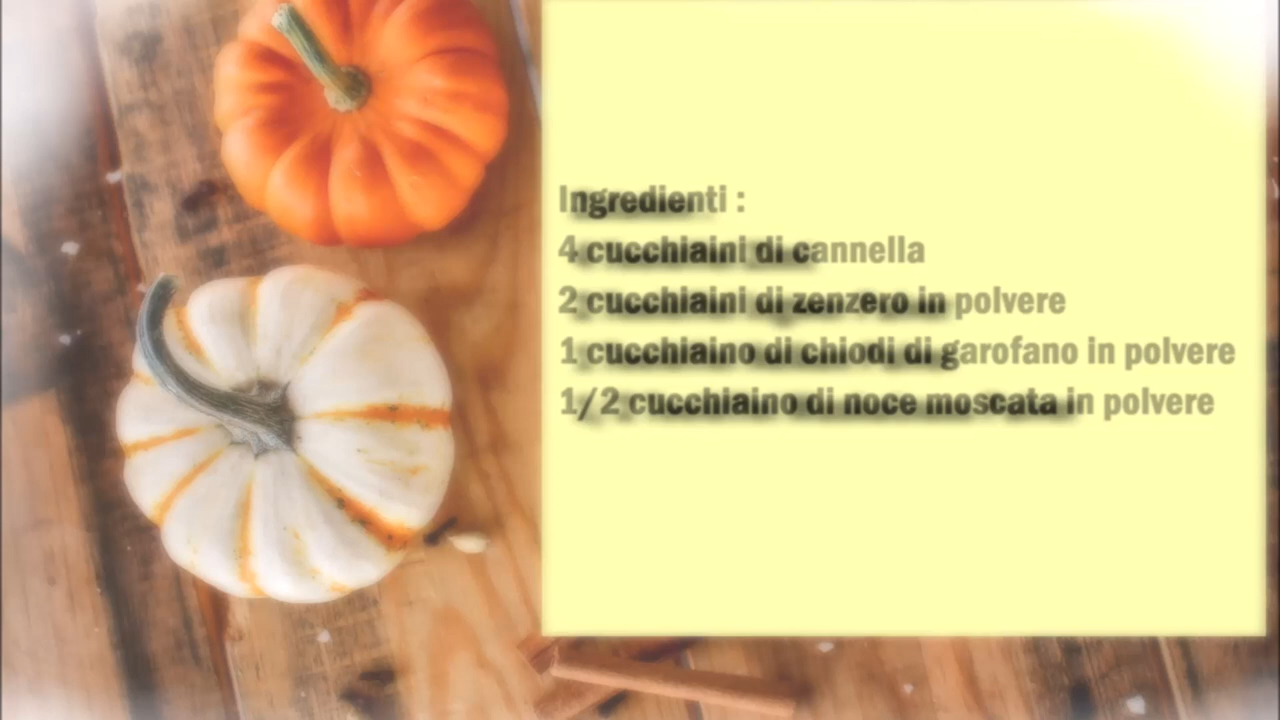 Ingredienti :
4 cucchiaini di cannella
2 cucchiaini di zenzero in polvere
1 cucchiaino di chiodi di garofano in polvere
1/2 cucchiaino di noce moscata in polvere